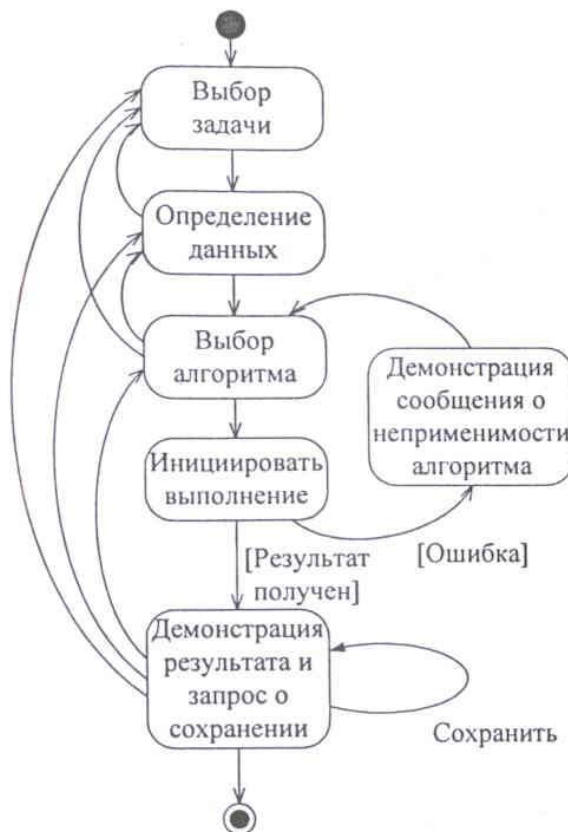 Выбор
задачи
Определение
данных
Выбор
алгоритма
Демонстрация
сообщения о
неприменимости
алгоритма
Инициировать
выполнение
[Результат
получен]
[Ошибка]
Демонстрация
результата и
запрос о
сохранении
Сохранить